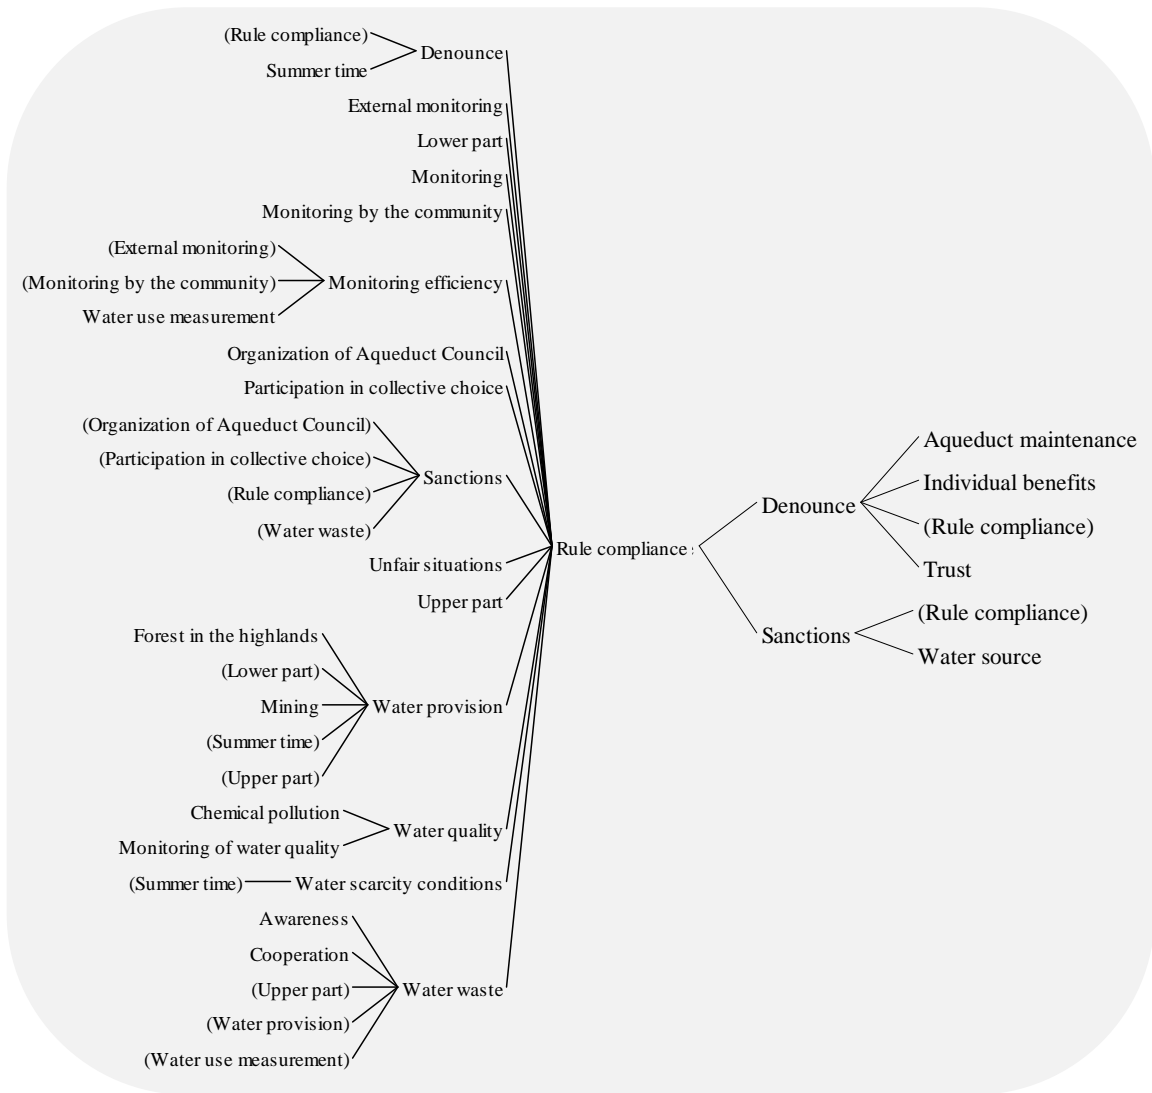 (Rule compliance)
Summer time
Denounce
External monitoring
Lower part
Monitoring
Monitoring by the community
(External monitoring)
(Monitoring by the community)
Water use measurement
Monitoring efficiency
Organization of Aqueduct Council
Participation in collective choice
(Organization of Aqueduct Council)
(Participation in collective choice)
(Rule compliance)
(Water waste)
Sanctions
Unfair situations
Upper part
Forest in the highlands
(Lower part)
Mining
(Summer time)
(Upper part)
Water provision
Chemical pollution
Monitoring of water quality
Water quality
(Summer time)
Water scarcity conditions
Awareness
Cooperation
(Upper part)
(Water provision)
(Water use measurement)
Water waste
Rule compliance
Denounce
Aqueduct maintenance
Individual benefits
(Rule compliance)
Trust
Sanctions
(Rule compliance)
Water source